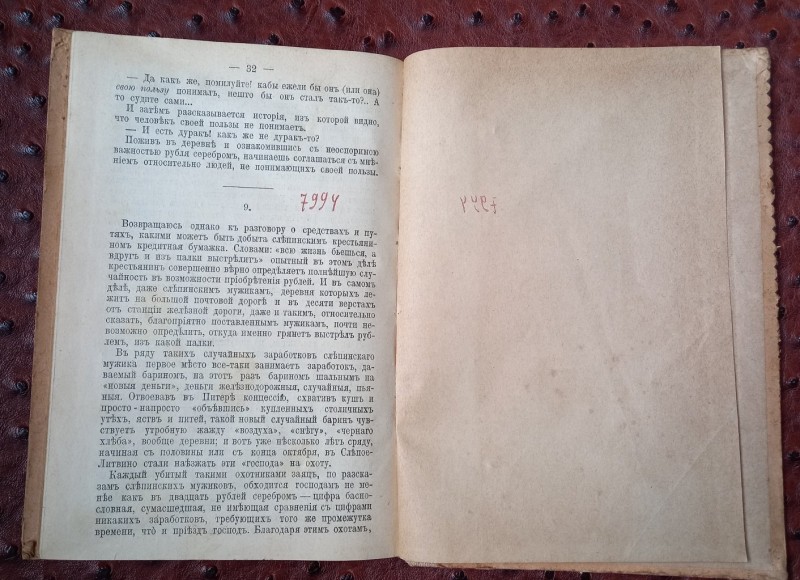 — 32 —
— Да какъ же, помилуйте! кабы ежели бы онъ (или она)
свою пользу понималъ, нешто бы онъ сталъ такъ-то?.. А
то судите сами...
И затѣмъ разсказывается исторія, изъ которой видно,
что человѣкъ своей пользы не понимаетъ.
— И есть дуракъ! какъ же не дуракъ-то?
Поживъ въ деревнѣ и ознакомившись съ неоспоримою
важностью рубля серебромъ, начинаешь соглашаться съ мнѣ-
ніемъ относительно людей, не понимающихъ своей пользы.
9.
7994
Возвращаюсь однако къ разговору о средствахъ и пу-
тяхъ, какими можетъ быть добыта слѣпинскимъ крестьяни-
номъ кредитная бумажка. Словами: «всю жизнь бьешься, а
вдругъ и изъ палки выстрѣлитъ» опытный въ этомъ дѣлѣ
крестьянинъ совершенно вѣрно опредѣляетъ полнѣйшую слу-
чайность въ возможности пріобрѣтенія рублей. И въ самомъ
дѣлѣ, даже слѣпинскимъ мужикамъ, деревня которыхъ ле-
житъ на большой почтовой дорогѣ и въ десяти верстахъ
отъ станціи желѣзной дороги, даже и такимъ, относительно
сказать, благопріятно поставленнымъ мужикамъ, почти не-
возможно опредѣлить, откуда именно грянетъ выстрѣлъ руб-
лемъ, изъ какой палки.
Въ ряду такихъ случайныхъ заработковъ слѣпинскаго
мужика первое мѣсто все-таки занимаетъ заработокъ, да-
ваемый бариномъ, на этотъ разъ бариномъ шальнымъ на
«новыя деньги», деньги желѣзнодорожныя, случайныя, пья-
ныя. Отвоевавъ въ Питерѣ концессію, схвативъ кушъ и
просто-напросто «объѣвшись» купленныхъ столичныхъ
утѣхъ, яствъ и питей, такой новый случайный баринъ чув-
ствуетъ утробную жажду «воздуха», «снѣгу», «чернаго
хлѣба», вообще деревни; и вотъ уже нѣсколько лѣтъ сряду,
начиная съ половины или съ конца октября, въ Слѣпое-
Литвино стали наѣзжать эти «господа» на охоту.
Каждый убитый такими охотниками заяцъ, по разска-
замъ слѣпинскихъ мужиковъ, обходится господамъ не ме-
нѣе какъ въ двадцать рублей серебромъ — цифра басно-
словная, сумасшедшая, не имѣющая сравненія съ цифрами
никакихъ заработковъ, требующихъ того же промежутка
времени, что̀ и пріѣздъ господъ. Благодаря этимъ охотамъ,